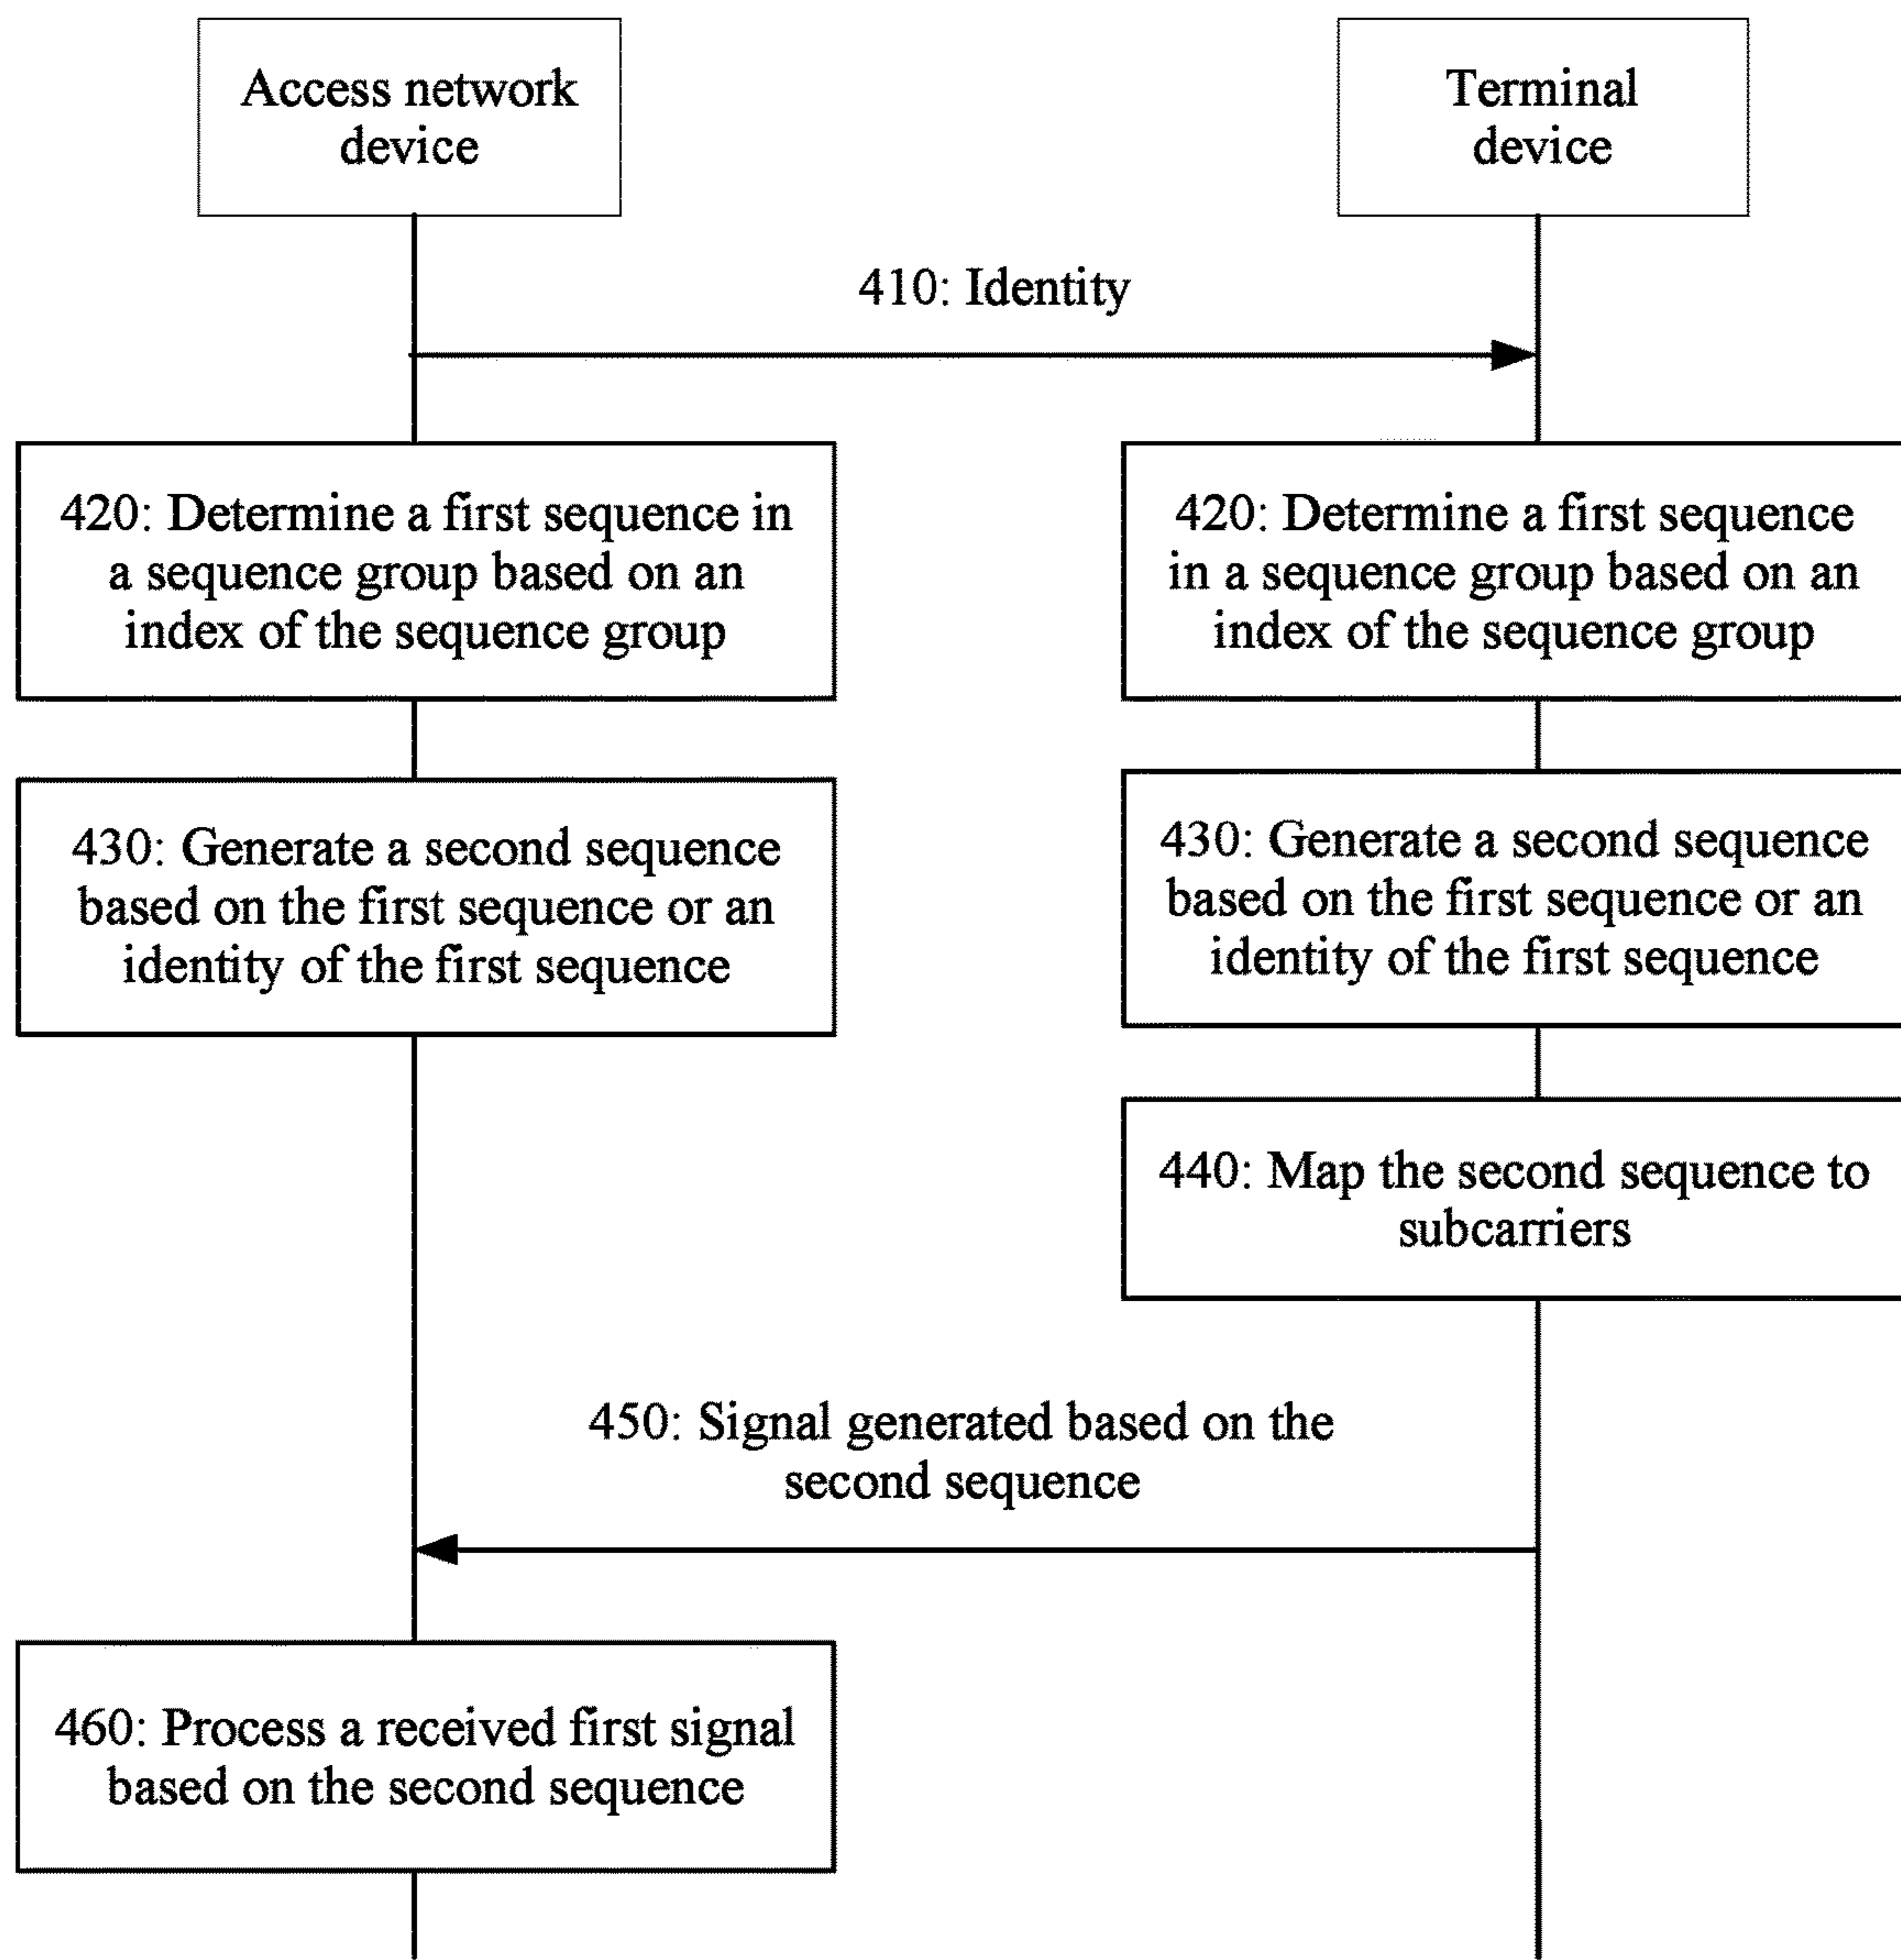 Access network
device
Terminal
device
410: Identity
420: Determine a first sequence in
a sequence group based on an
index of the sequence group
420: Determine a first sequence
in a sequence group based on an
index of the sequence group
430: Generate a second sequence
based on the first sequence or an
identity of the first sequence
430: Generate a second sequence
based on the first sequence or an
identity of the first sequence
440: Map the second sequence to
subcarriers
450: Signal generated based on the
second sequence
460: Process a received first signal
based on the second sequence